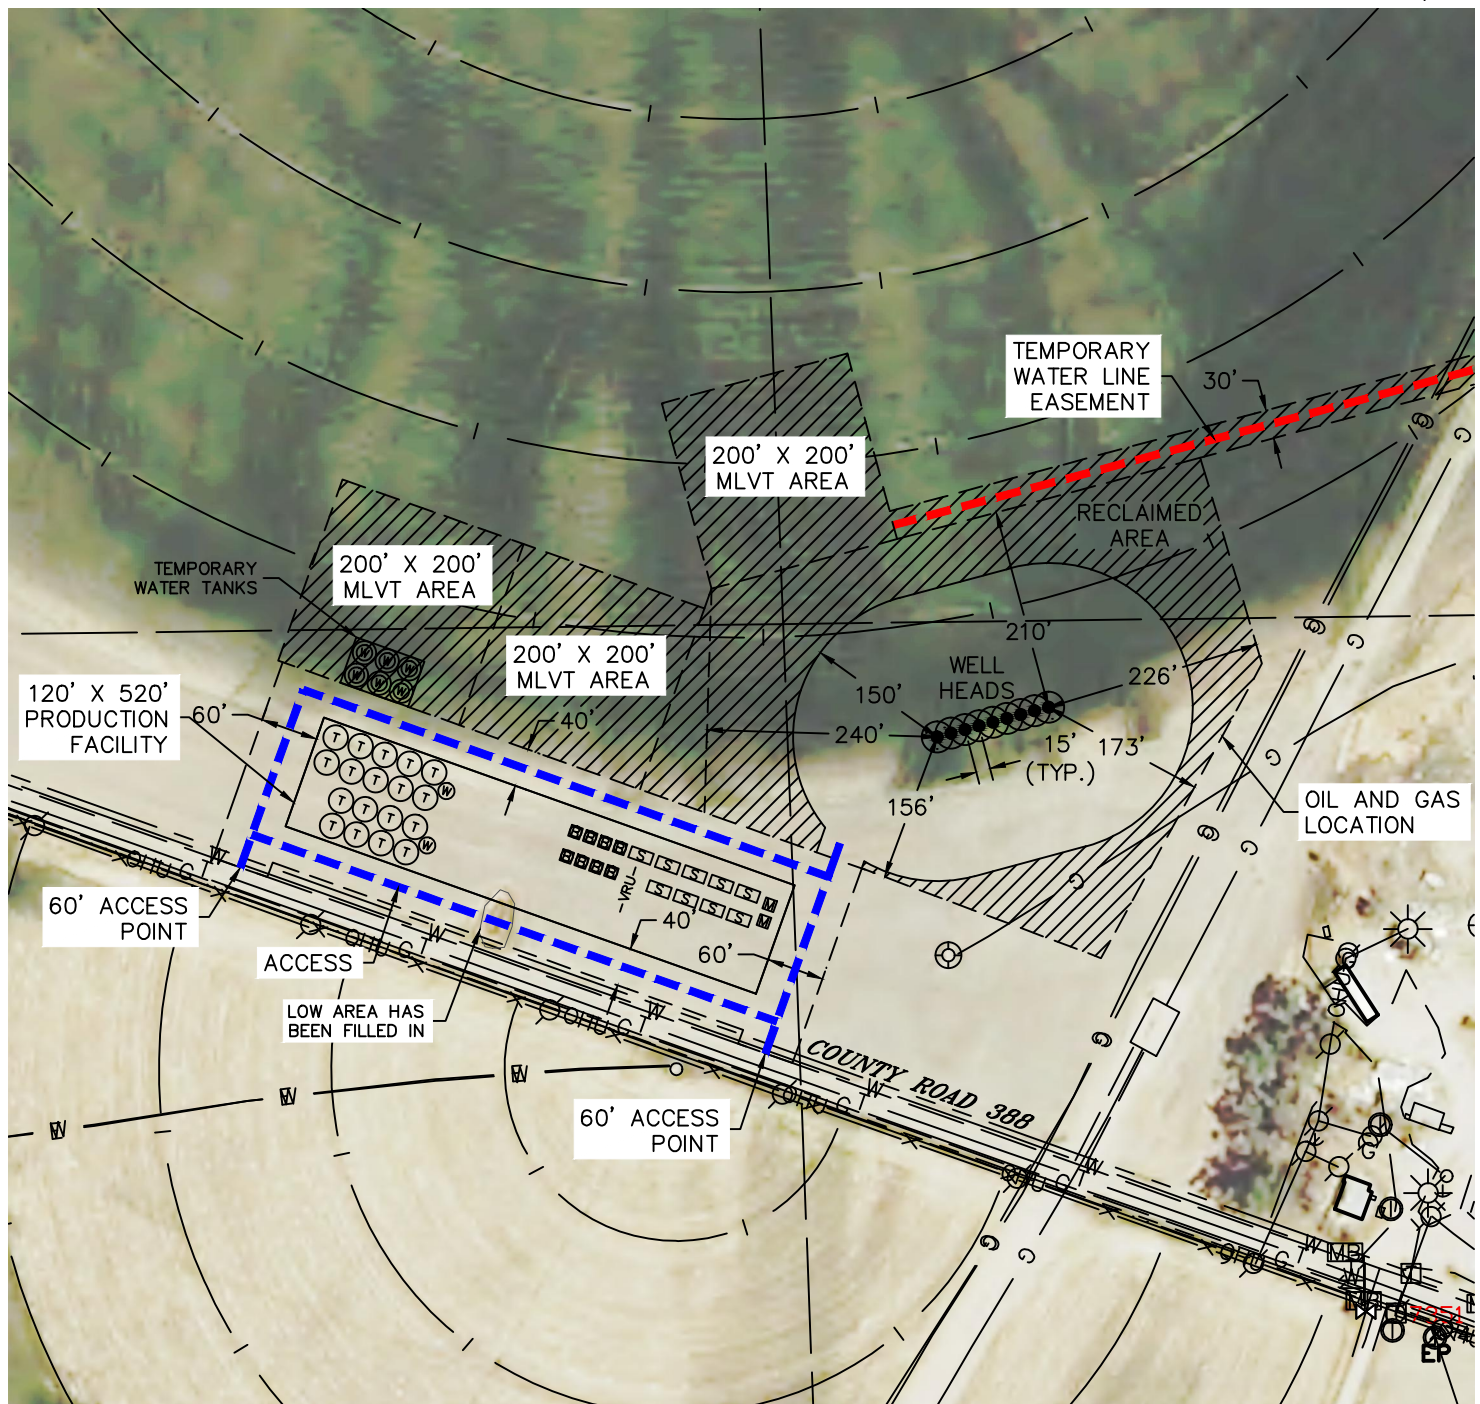 TEMPORARY
WATER LINE
EASEMENT
30'
200' X 200'
MLVT AREA
RECLAIMED
AREA
TEMPORARY
WATER TANKS
200' X 200'
MLVT AREA
200' X 200'
MLVT AREA
210'
WELL
HEADS
226'
150'
240'
15'
(TYP.)
173'
156'
120' X 520'
PRODUCTION
FACILITY
60'
40'
OIL AND GAS
LOCATION
-VRU-
40'
60'
60' ACCESS
POINT
ACCESS
LOW AREA HAS
BEEN FILLED IN
COUNTY ROAD 388
60' ACCESS
POINT
MB
EP